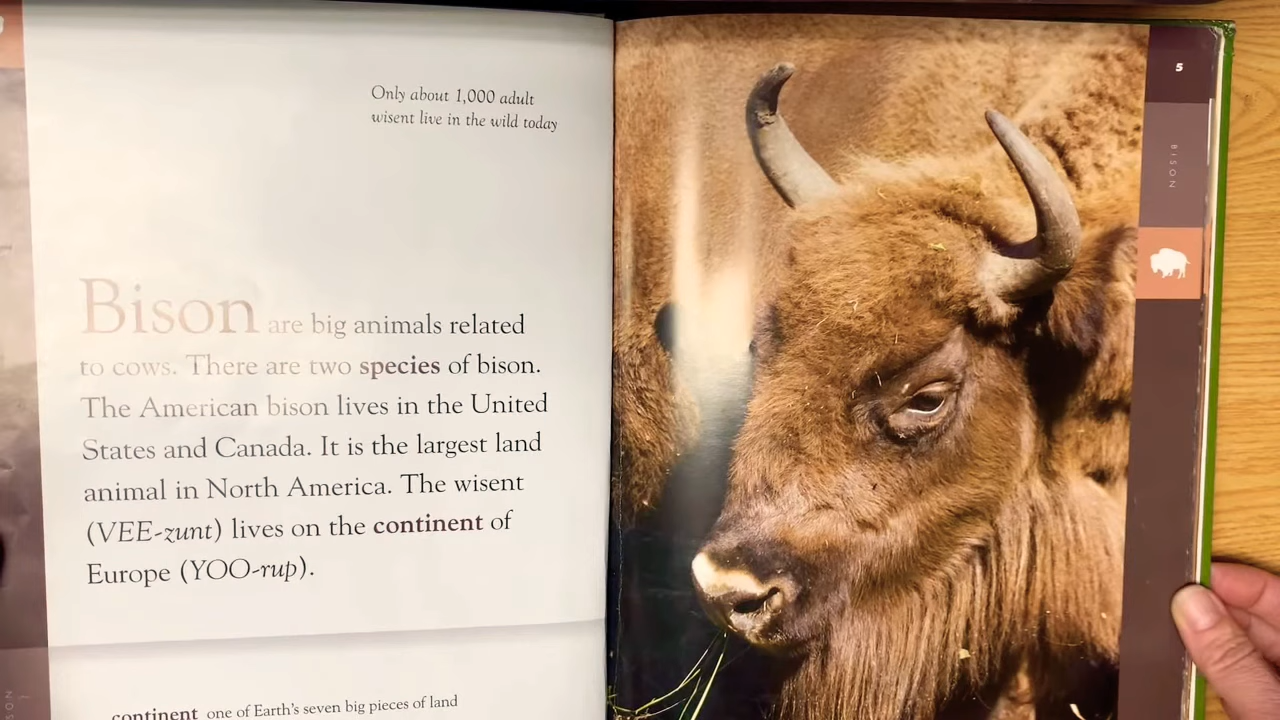 Only about 1,000 adult
wisent live in the wild today
Bison are big animals related
to cows. There are two species of bison.
The American bison lives in the United
States and Canada. It is the largest land
animal in North America. The wisent
(VEE-zunt) lives on the continent of
Europe (YOO-rup).
continent one of Earth's seven big pieces of land
5
BISON